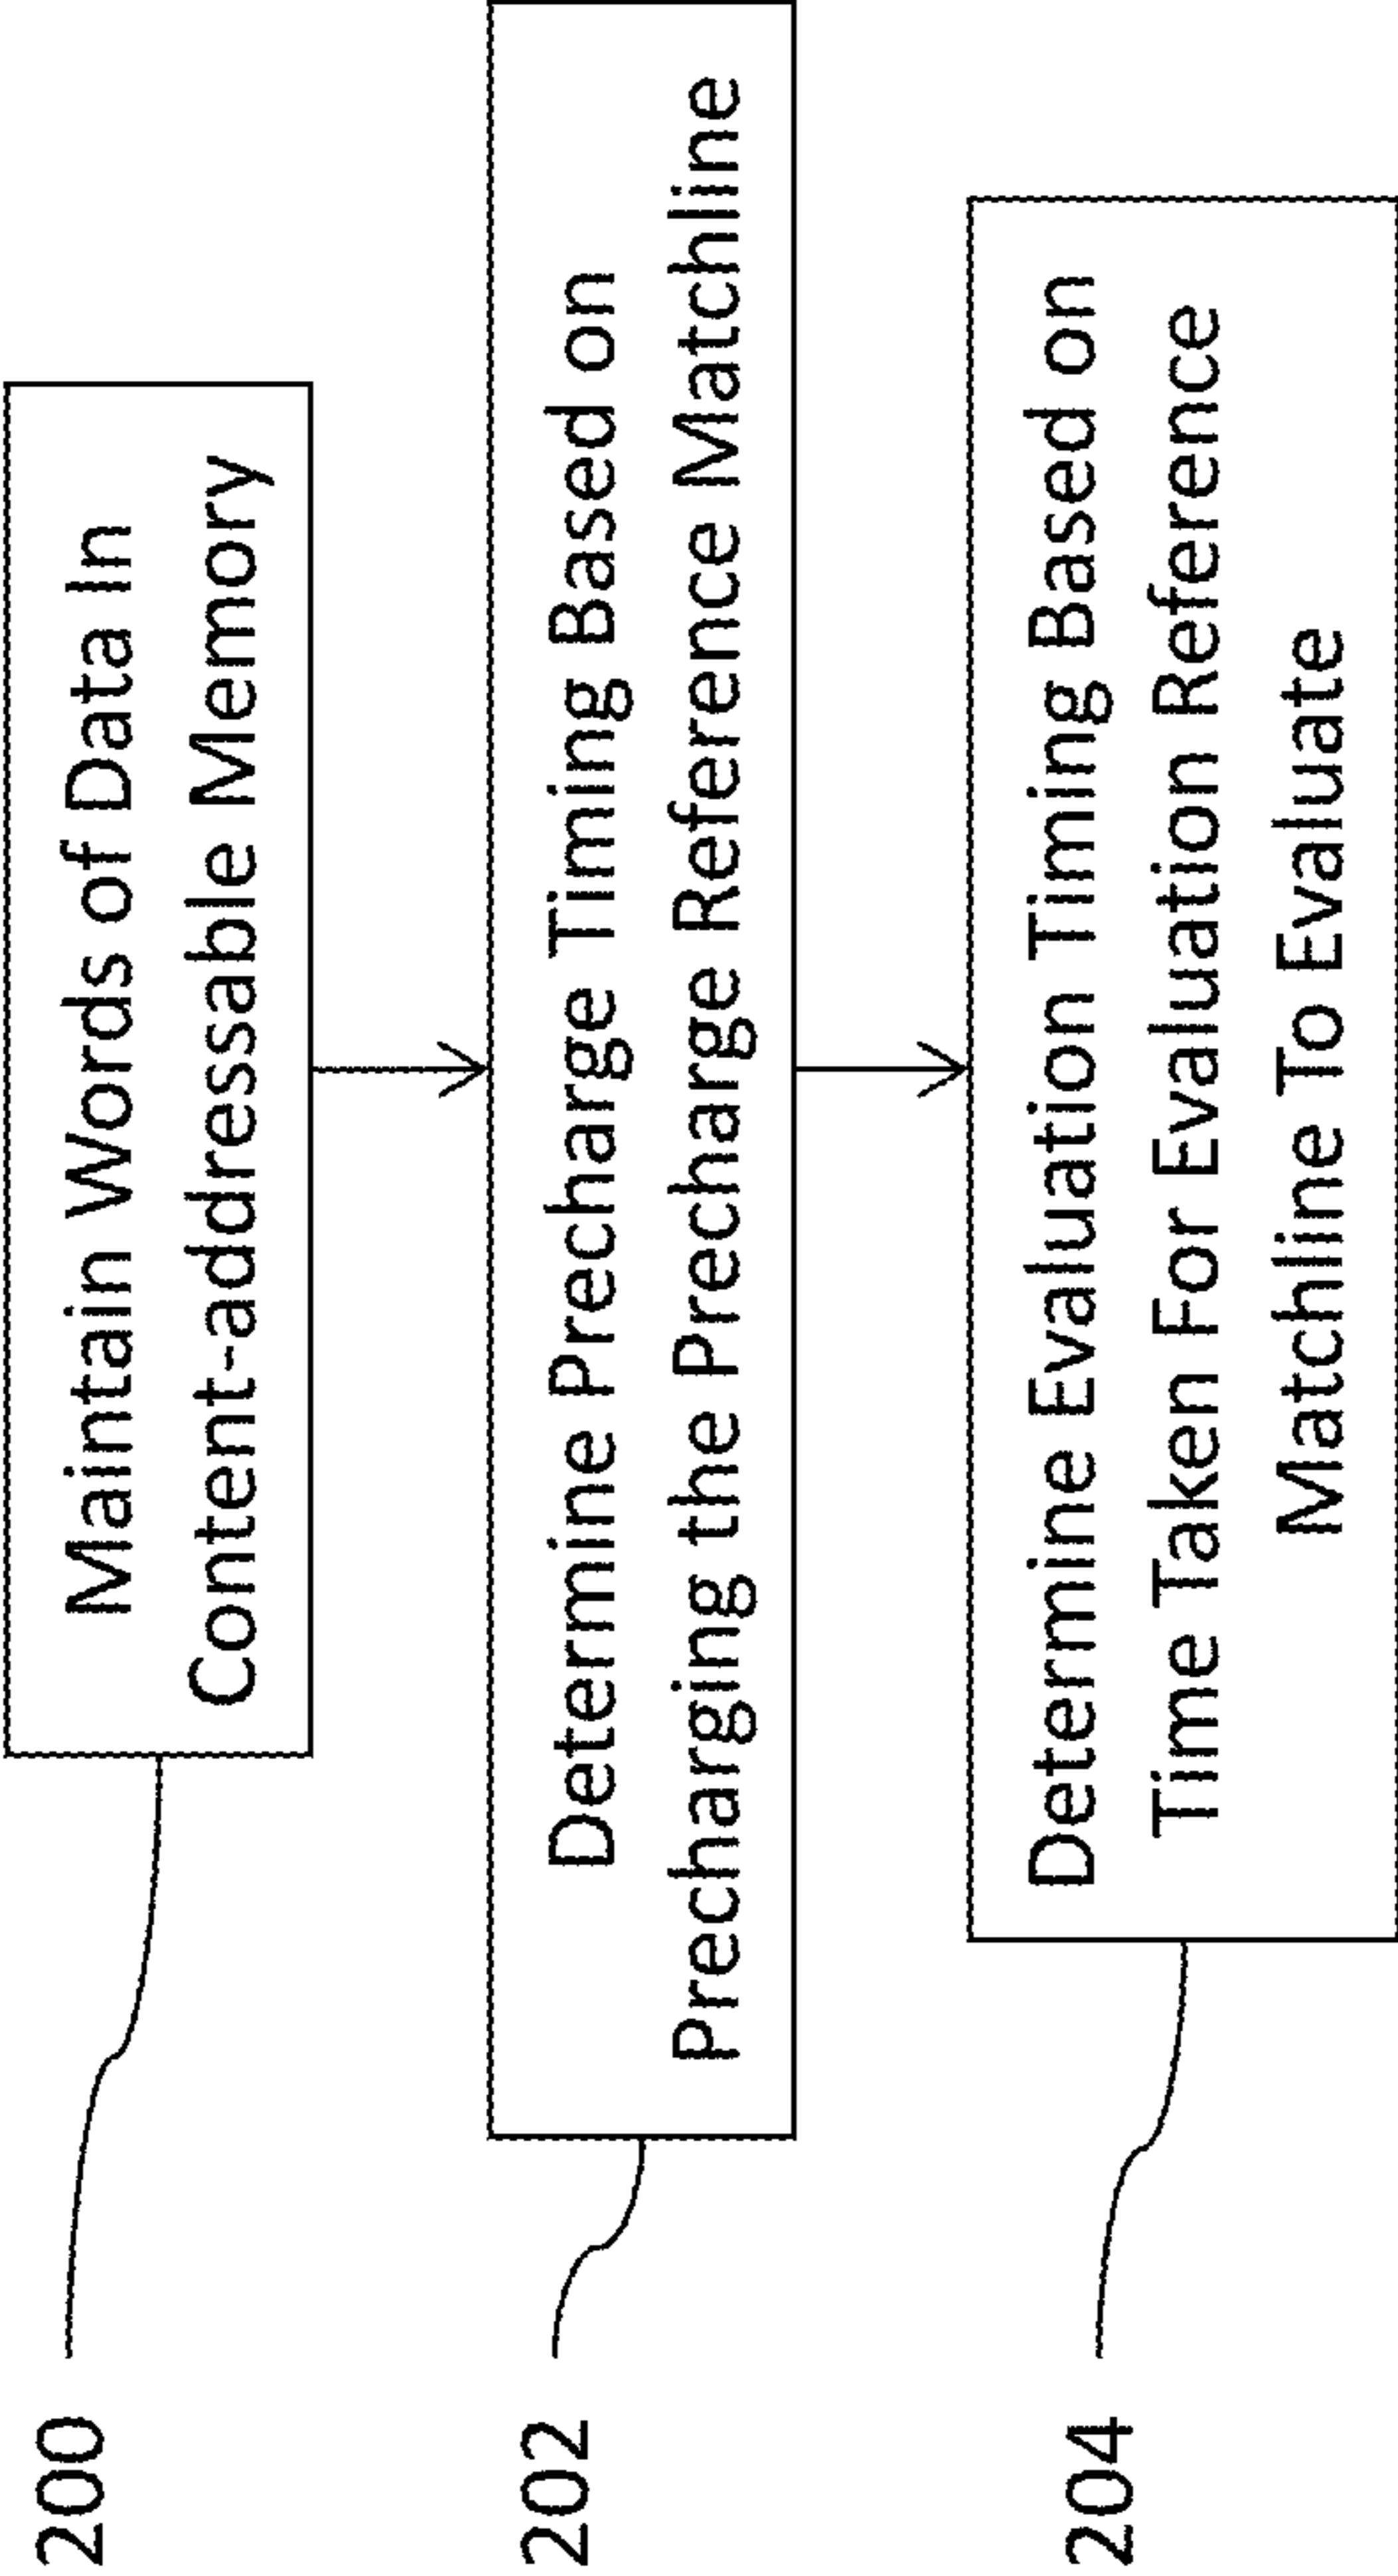 200
Maintain Words of Data In
Content-addressable Memory
202
Determine Precharge Timing Based on
Precharging the Precharge Reference Matchline
204
Determine Evaluation Timing Based on
Time Taken For Evaluation Reference
Matchline To Evaluate